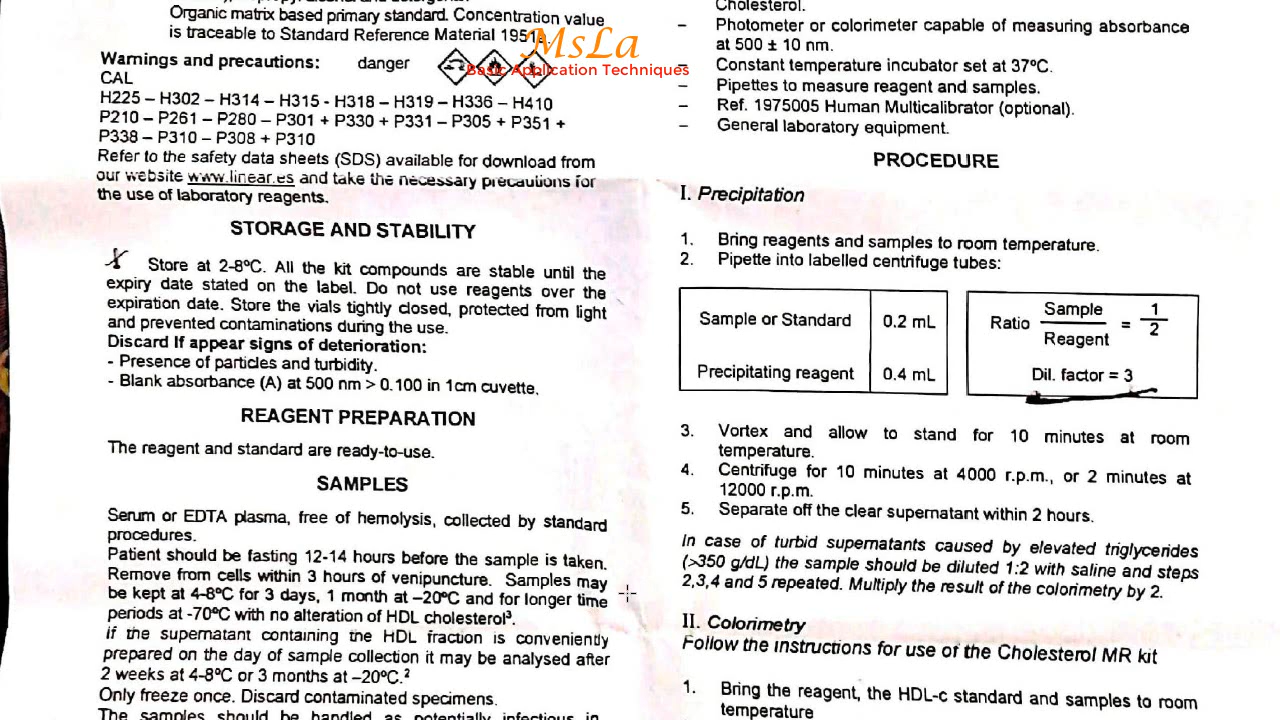 Organic matrix based primary standard. Concentration value
is traceable to Standard Reference Material 1951
Warnings and precautions: danger
CAL
H225 – H302 – H314 – H315 - H318 – H319 – H336 – H410
P210 – P261 – P280 – P301 + P330 + P331 – P305 + P351 +
P338 – P310 – P308 + P310
Refer to the safety data sheets (SDS) available for download from
our website www.linear.es and take the necessary precautions for
the use of laboratory reagents.
STORAGE AND STABILITY
Store at 2-8ºC. All the kit compounds are stable until the
expiry date stated on the label. Do not use reagents over the
expiration date. Store the vials tightly closed, protected from light
and prevented contaminations during the use.
Discard If appear signs of deterioration:
- Presence of particles and turbidity.
- Blank absorbance (A) at 500 nm > 0.100 in 1cm cuvette.
REAGENT PREPARATION
The reagent and standard are ready-to-use.
SAMPLES
Serum or EDTA plasma, free of hemolysis, collected by standard
procedures.
Patient should be fasting 12-14 hours before the sample is taken.
Remove from cells within 3 hours of venipuncture. Samples may
be kept at 4-8ºC for 3 days, 1 month at –20ºC and for longer time
periods at -70ºC with no alteration of HDL cholesterol³.
If the supernatant containing the HDL fraction is conveniently
prepared on the day of sample collection it may be analysed after
2 weeks at 4-8ºC or 3 months at –20ºC.²
Only freeze once. Discard contaminated specimens.
The samples should be handled as potentially infectious in
MsLa
Basic Application Techniques
Cholesterol.
– Photometer or colorimeter capable of measuring absorbance
at 500 ± 10 nm.
– Constant temperature incubator set at 37ºC.
– Pipettes to measure reagent and samples.
– Ref. 1975005 Human Multicalibrator (optional).
– General laboratory equipment.
PROCEDURE
I. Precipitation
1. Bring reagents and samples to room temperature.
2. Pipette into labelled centrifuge tubes:
Sample or Standard 0.2 mL
Precipitating reagent 0.4 mL
Ratio Sample / Reagent = 1/2
Dil. factor = 3
3. Vortex and allow to stand for 10 minutes at room
temperature.
4. Centrifuge for 10 minutes at 4000 r.p.m., or 2 minutes at
12000 r.p.m.
5. Separate off the clear supernatant within 2 hours.
In case of turbid supernatants caused by elevated triglycerides
(>350 g/dL) the sample should be diluted 1:2 with saline and steps
2,3,4 and 5 repeated. Multiply the result of the colorimetry by 2.
II. Colorimetry
Follow the instructions for use of the Cholesterol MR kit
1. Bring the reagent, the HDL-c standard and samples to room
temperature